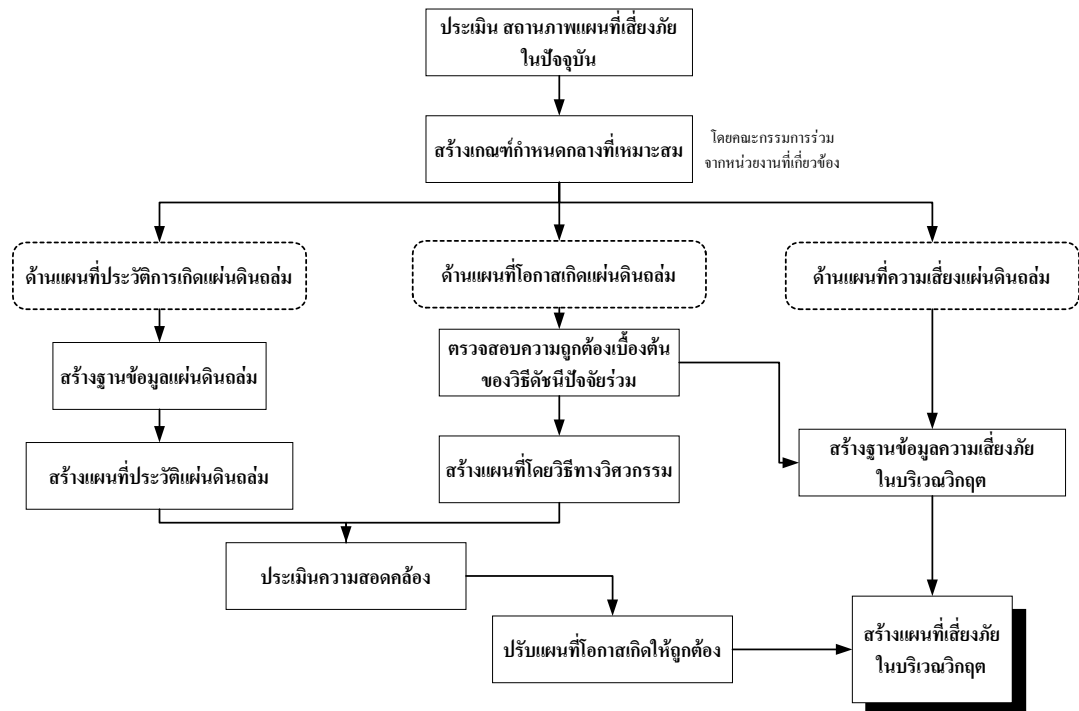 ประเมิน สถานภาพแผนที่เสี่ยงภัย
ในปัจจุบัน
สร้างเกณฑ์กำหนดกลางที่เหมาะสม
โดยคณะกรรมการร่วม
จากหน่วยงานที่เกี่ยวข้อง
ด้านแผนที่ประวัติการเกิดแผ่นดินถล่ม
ด้านแผนที่โอกาสเกิดแผ่นดินถล่ม
ด้านแผนที่ความเสี่ยงแผ่นดินถล่ม
สร้างฐานข้อมูลแผ่นดินถล่ม
ตรวจสอบความถูกต้องเบื้องต้น
ของวิธีดัชนีปัจจัยร่วม
สร้างแผนที่ประวัติแผ่นดินถล่ม
สร้างแผนที่โดยวิธีทางวิศวกรรม
สร้างฐานข้อมูลความเสี่ยงภัย
ในบริเวณวิกฤต
ประเมินความสอดคล้อง
ปรับแผนที่โอกาสเกิดให้ถูกต้อง
สร้างแผนที่เสี่ยงภัย
ในบริเวณวิกฤต